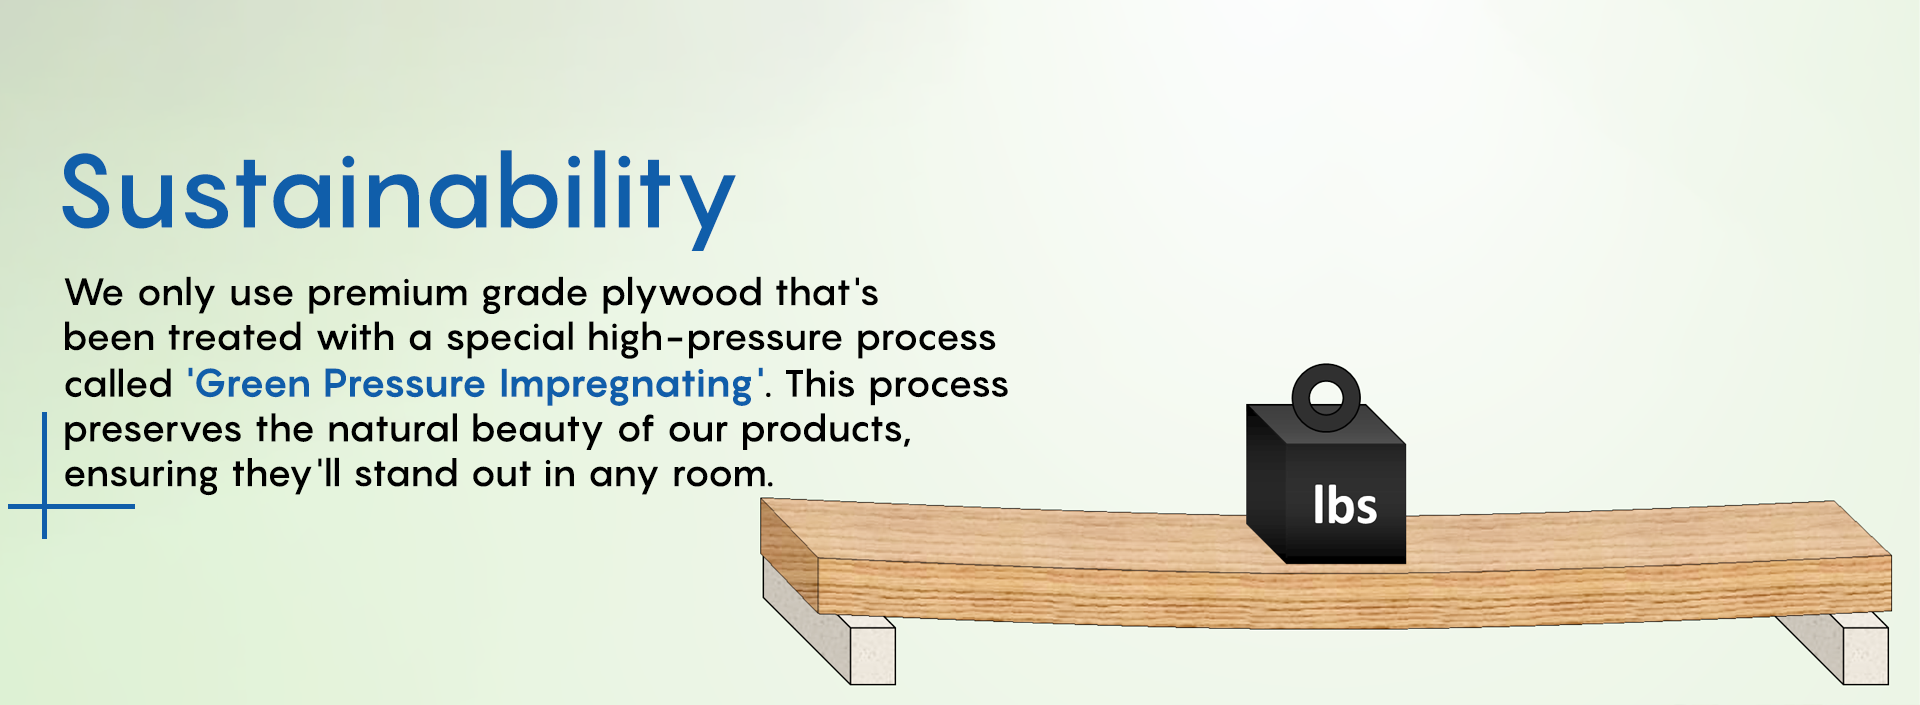 Sustainability
We only use premium grade plywood that's
been treated with a special high-pressure process
called 'Green Pressure Impregnating'. This process
preserves the natural beauty of our products,
ensuring they'll stand out in any room.
lbs